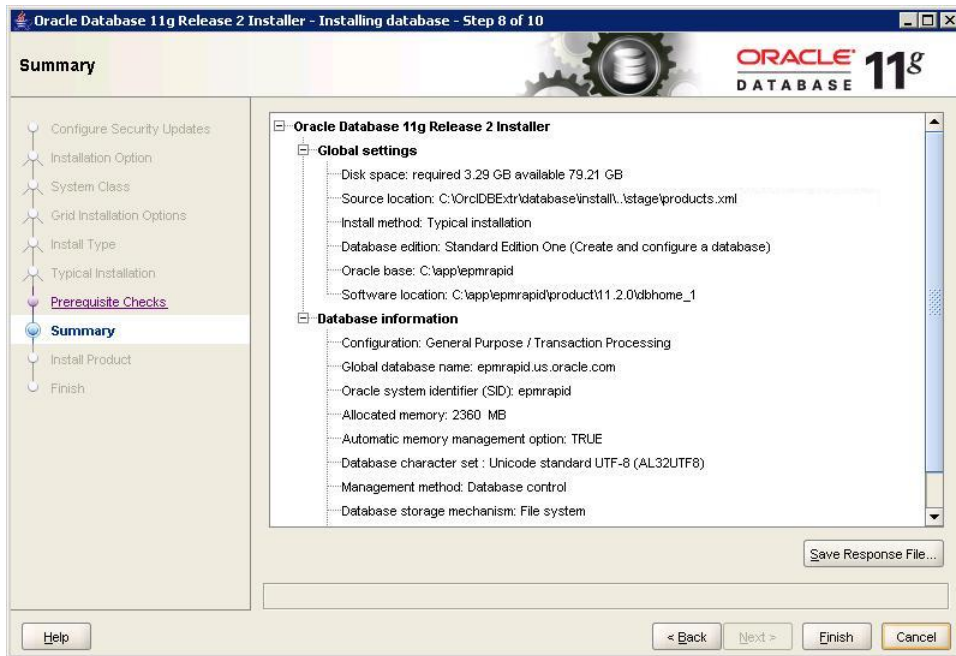 Oracle Database 11g Release 2 Installer - Installing database - Step 8 of 10
Summary
ORACLE
DATABASE 11g
Configure Security Updates
Installation Option
System Class
Grid Installation Options
Install Type
Typical Installation
Prerequisite Checks
Summary
Install Product
Finish
Oracle Database 11g Release 2 Installer
Global settings
Disk space: required 3.29 GB available 79.21 GB
Source location: C:\OrclDBExtr\database\install\..\stage\products.xml
Install method: Typical installation
Database edition: Standard Edition One (Create and configure a database)
Oracle base: C:\app\epmrapid
Software location: C:\app\epmrapid\product\11.2.0\dbhome_1
Database information
Configuration: General Purpose / Transaction Processing
Global database name: epmrapid.us.oracle.com
Oracle system identifier (SID): epmrapid
Allocated memory: 2360 MB
Automatic memory management option: TRUE
Database character set : Unicode standard UTF-8 (AL32UTF8)
Management method: Database control
Database storage mechanism: File system
Save Response File...
Help
< Back
Next >
Finish
Cancel